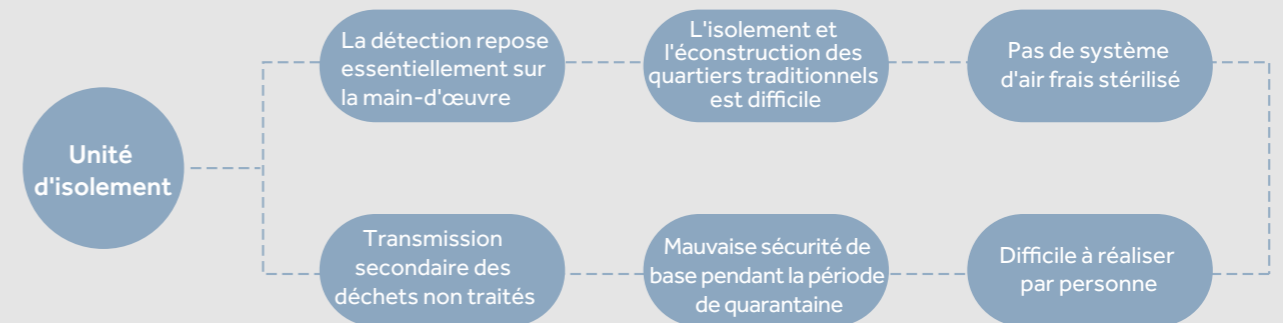 Unité
d'isolement
La détection repose
essentiellement sur
la main-d'œuvre
L'isolement et
l'éconstruction des
quartiers traditionnels
est difficile
Pas de système
d'air frais stérilisé
Transmission
secondaire des
déchets non traités
Mauvaise sécurité de
base pendant la période
de quarantaine
Difficile à réaliser
par personne